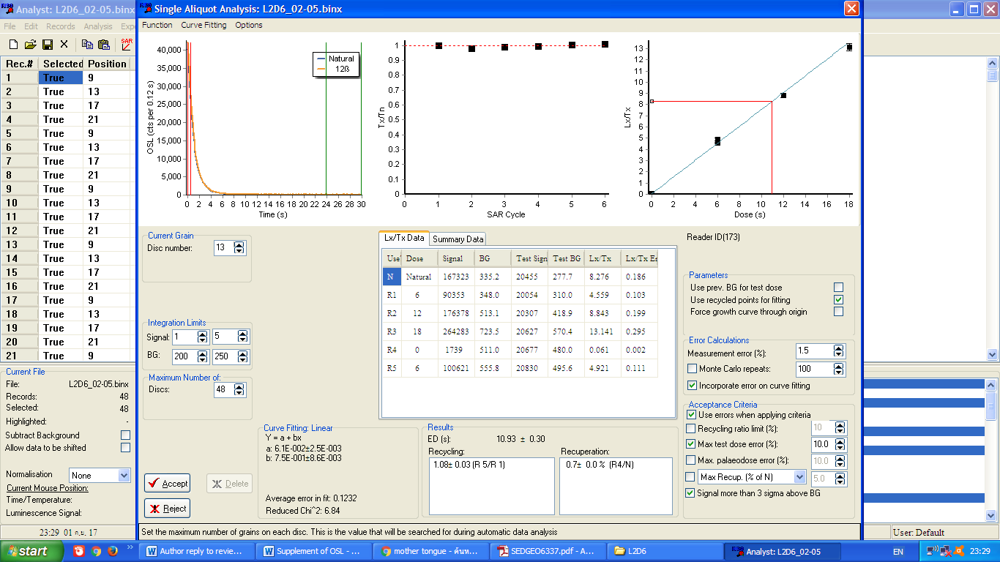 Analyst: L2D6_02-05.binx
File Edit Records Analysis
SAR
Rec.# Selected Position
1 True 9
2 True 13
3 True 17
4 True 21
5 True 9
6 True 13
7 True 17
8 True 21
9 True 9
10 True 13
11 True 17
12 True 21
13 True 9
14 True 13
15 True 17
16 True 21
17 True 9
18 True 13
19 True 17
20 True 21
21 True 9
Current File
File: L2D6_02-05.binx
Records: 48
Selected: 48
Highlighted: -
Subtract Background
Allow data to be shifted
Normalisation None
Current Mouse Position:
Time/Temperature:
Luminescence Signal:
23:29 01 ก.ย. 17
Single Aliquot Analysis: L2D6_02-05.binx
Function Curve Fitting Options
OSL (cts per 0.12 s)
40,000
35,000
30,000
25,000
20,000
15,000
10,000
5,000
0
Natural
12ß
0 2 4 6 8 10 12 14 16 18 20 22 24 26 28 30
Time (s)
Tx/Tn
1
0.9
0.8
0.7
0.6
0.5
0.4
0.3
0.2
0.1
0
0 1 2 3 4 5 6
SAR Cycle
Lx/Tx
13
12
11
10
9
8
7
6
5
4
3
2
1
0
0 2 4 6 8 10 12 14 16 18
Dose (s)
Current Grain
Disc number: 13
Integration Limits
Signal: 1 5
BG: 200 250
Maximum Number of:
Discs: 48
Lx/Tx Data Summary Data
Dose Signal BG Test Sign Test BG Lx/Tx Lx/Tx Er
N Natural 167323 335.2 20455 277.7 8.276 0.186
R1 6 90353 348.0 20054 310.0 4.559 0.103
R2 12 176378 513.1 20307 418.9 8.843 0.199
R3 18 264283 723.5 20627 570.4 13.141 0.295
R4 0 1739 511.0 20677 480.0 0.061 0.002
R5 6 100621 555.8 20830 495.6 4.921 0.111
Reader ID(173)
Parameters
Use prev. BG for test dose
Use recycled points for fitting
Force growth curve through origin
Error Calculations
Measurement error (%): 1.5
Monte Carlo repeats: 100
Incorporate error on curve fitting
Acceptance Criteria
Use errors when applying criteria
Recycling ratio limit (%): 10
Max test dose error (%): 10.0
Max. palaeodose error (%): 10.0
Max Recup. (% of N) 5.0
Signal more than 3 sigma above BG
Accept Delete
Reject
Curve Fitting: Linear
Y = a + bx
a: 6.1E-002±2.5E-003
b: 7.5E-001±8.6E-003
Average error in fit: 0.1232
Reduced Chi^2: 6.84
Results
ED (s): 10.93 ± 0.30
Recycling: Recuperation:
1.08± 0.03 (R 5/R 1) 0.7± 0.0 % (R4/N)
Set the maximum number of grains on each disc. This is the value that will be searched for during automatic data analysis
User: Default
start
Author reply to revie... Supplement of OSL - ... mother tongue - ค้นห... SEDGEO6337.pdf - A... L2D6 Analyst: L2D6_02-05
EN 23:29